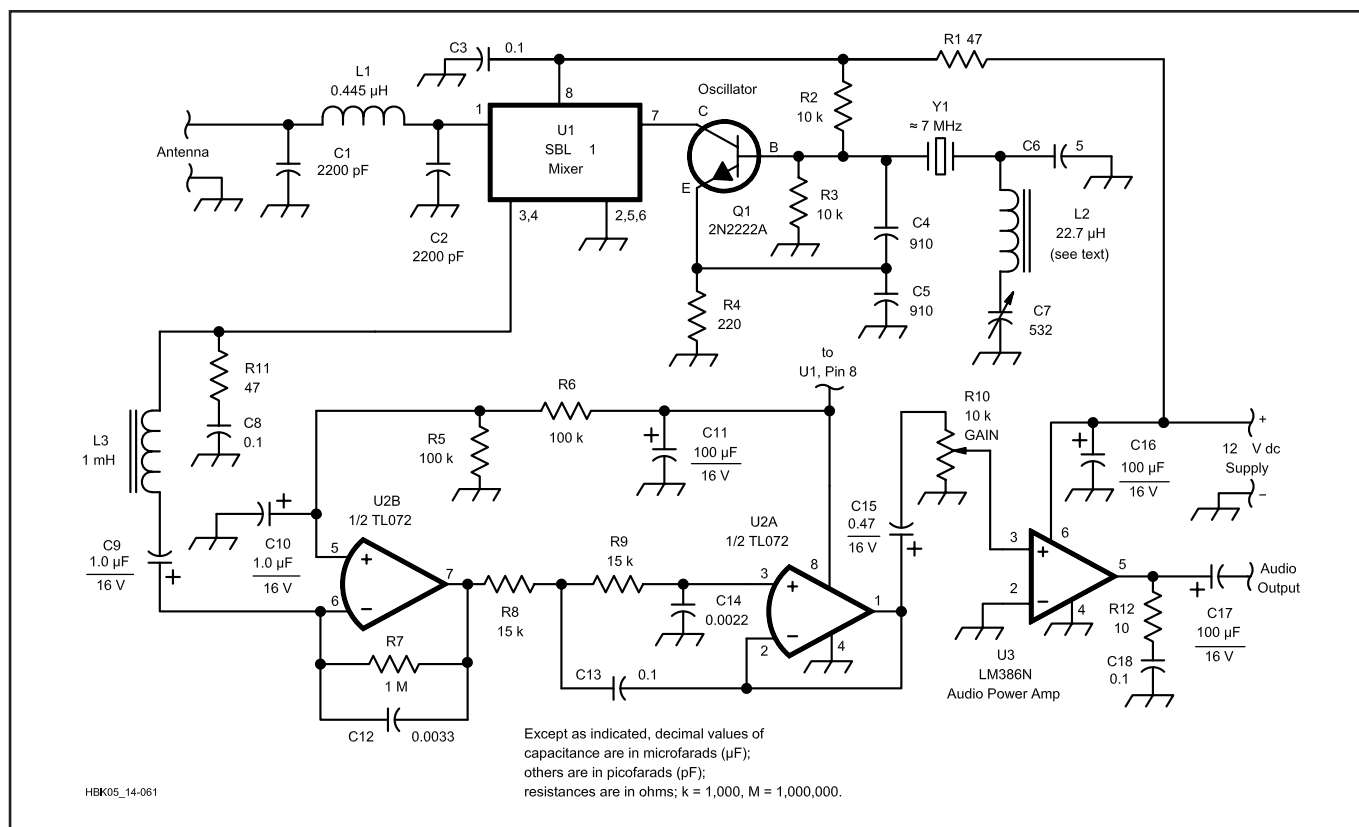 C3
0.1
R1 47
L1
0.445 µH
8
Oscillator
C
R2
10 k
Y1
≈ 7 MHz
1
U1
SBL 1
Mixer
7
Antenna
C1
2200 pF
C2
2200 pF
3,4
2,5,6
B
E
Q1
2N2222A
R3
10 k
C6
5
C4
910
L2
22.7 µH
(see text)
R4
220
C5
910
C7
532
to
U1, Pin 8
R11
47
C8
0.1
L3
1 mH
R6
100 k
R5
100 k
+
C11
100 µF
16 V
R10
10 k
GAIN
+
C16
100 µF
16 V
+
12 V dc
Supply
–
U2B
1/2 TL072
+
C10
1.0 µF
16 V
C9
1.0 µF
16 V
+
5
+
6
–
7
R8
15 k
R9
15 k
C14
0.0022
U2A
1/2 TL072
3
+
8
2
–
4
1
C15
0.47
16 V
+
3
+
6
2
–
4
5
U3
LM386N
Audio Power Amp
R12
10
C18
0.1
+
C17
100 µF
16 V
Audio
Output
R7
1 M
C12
0.0033
C13
0.1
Except as indicated, decimal values of
capacitance are in microfarads (µF);
others are in picofarads (pF);
resistances are in ohms; k = 1,000, M = 1,000,000.
HBK05_14-061